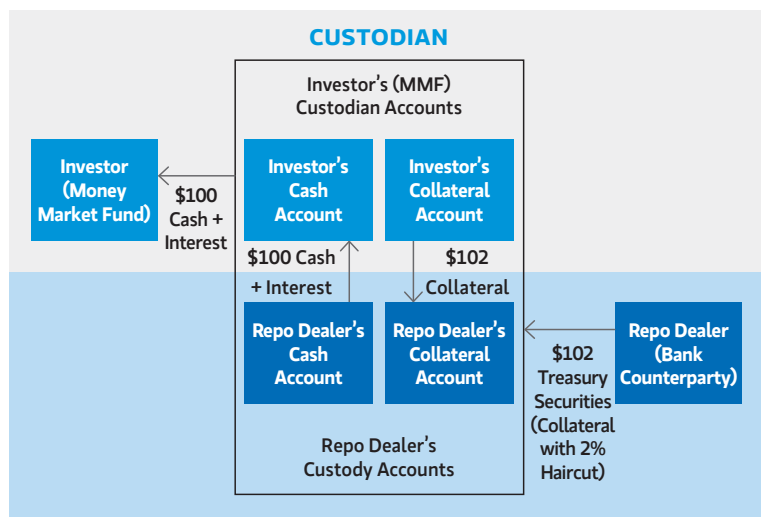 CUSTODIAN
Investor's (MMF)
Custodian Accounts
Investor
(Money
Market Fund)
$100
Cash +
Interest
Investor's
Cash
Account
Investor's
Collateral
Account
$100 Cash
+ Interest
$102
Collateral
Repo Dealer's
Cash
Account
Repo Dealer's
Collateral
Account
Repo Dealer
(Bank
Counterparty)
$102
Treasury
Securities
(Collateral
with 2%
Haircut)
Repo Dealer's
Custody Accounts